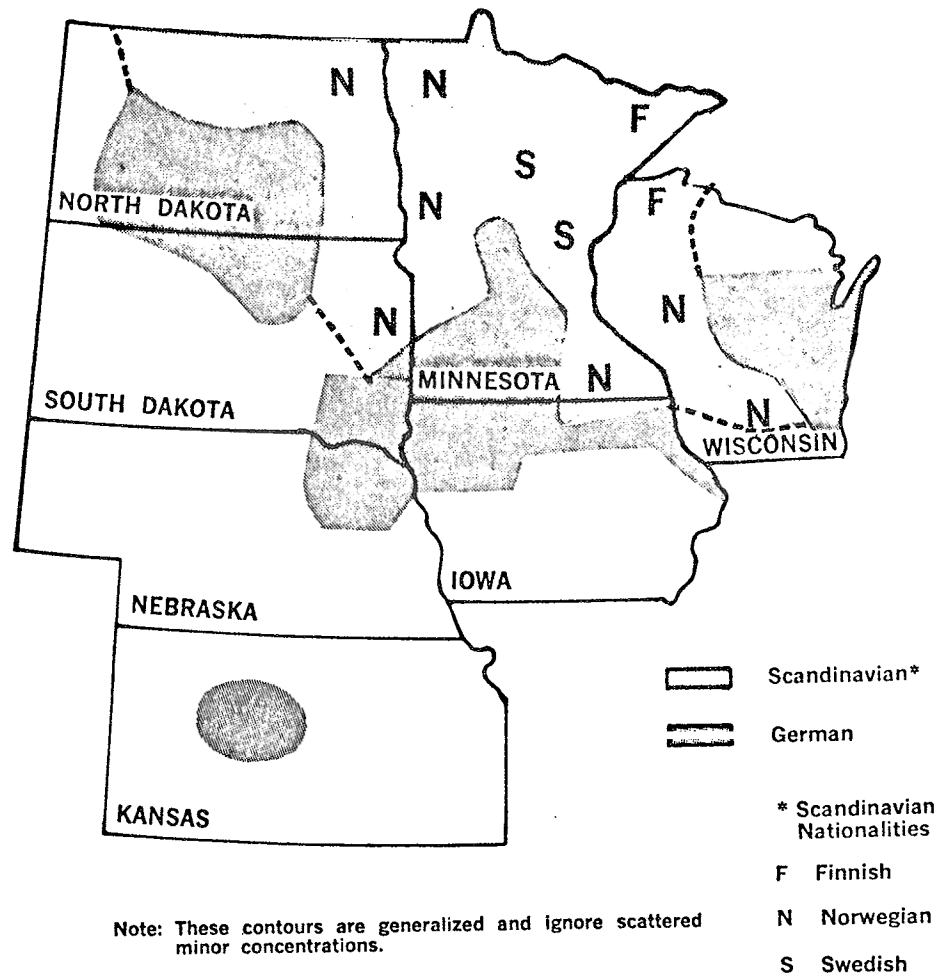 N N
F
S
F
NORTH DAKOTA
N
S
N
N
MINNESOTA
N
SOUTH DAKOTA
N
WISCONSIN
IOWA
NEBRASKA
KANSAS
Scandinavian*
German
* Scandinavian
Nationalities
F Finnish
N Norwegian
S Swedish
Note: These contours are generalized and ignore scattered
minor concentrations.